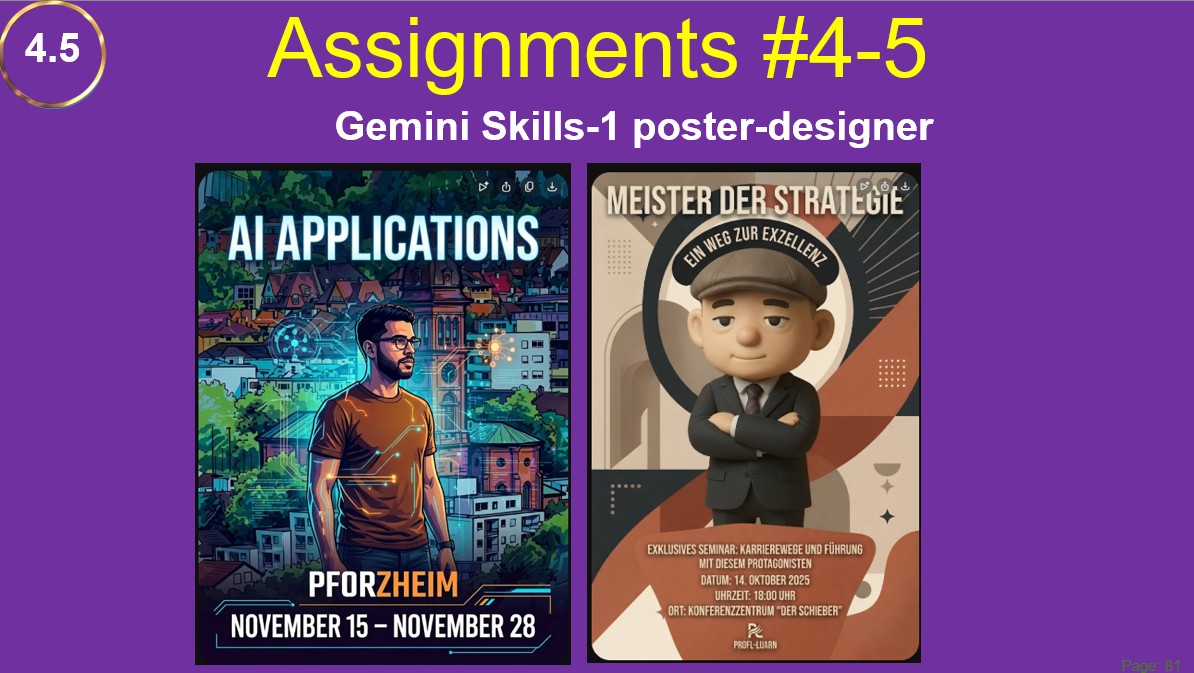 4.5
Assignments #4-5
Gemini Skills-1 poster-designer
AI APPLICATIONS
PFORZHEIM
NOVEMBER 15 – NOVEMBER 28
MEISTER DER STRATEGIE
EIN WEG ZUR EXZELLENZ
EXKLUSIVES SEMINAR: KARRIEREWEGE UND FÜHRUNG
MIT DIESEM PROTAGONISTEN
DATUM: 14. OKTOBER 2025
UHRZEIT: 18:00 UHR
ORT: KONFERENZZENTRUM "DER SCHIEBER"
PROFL-LUARN
Page: 81